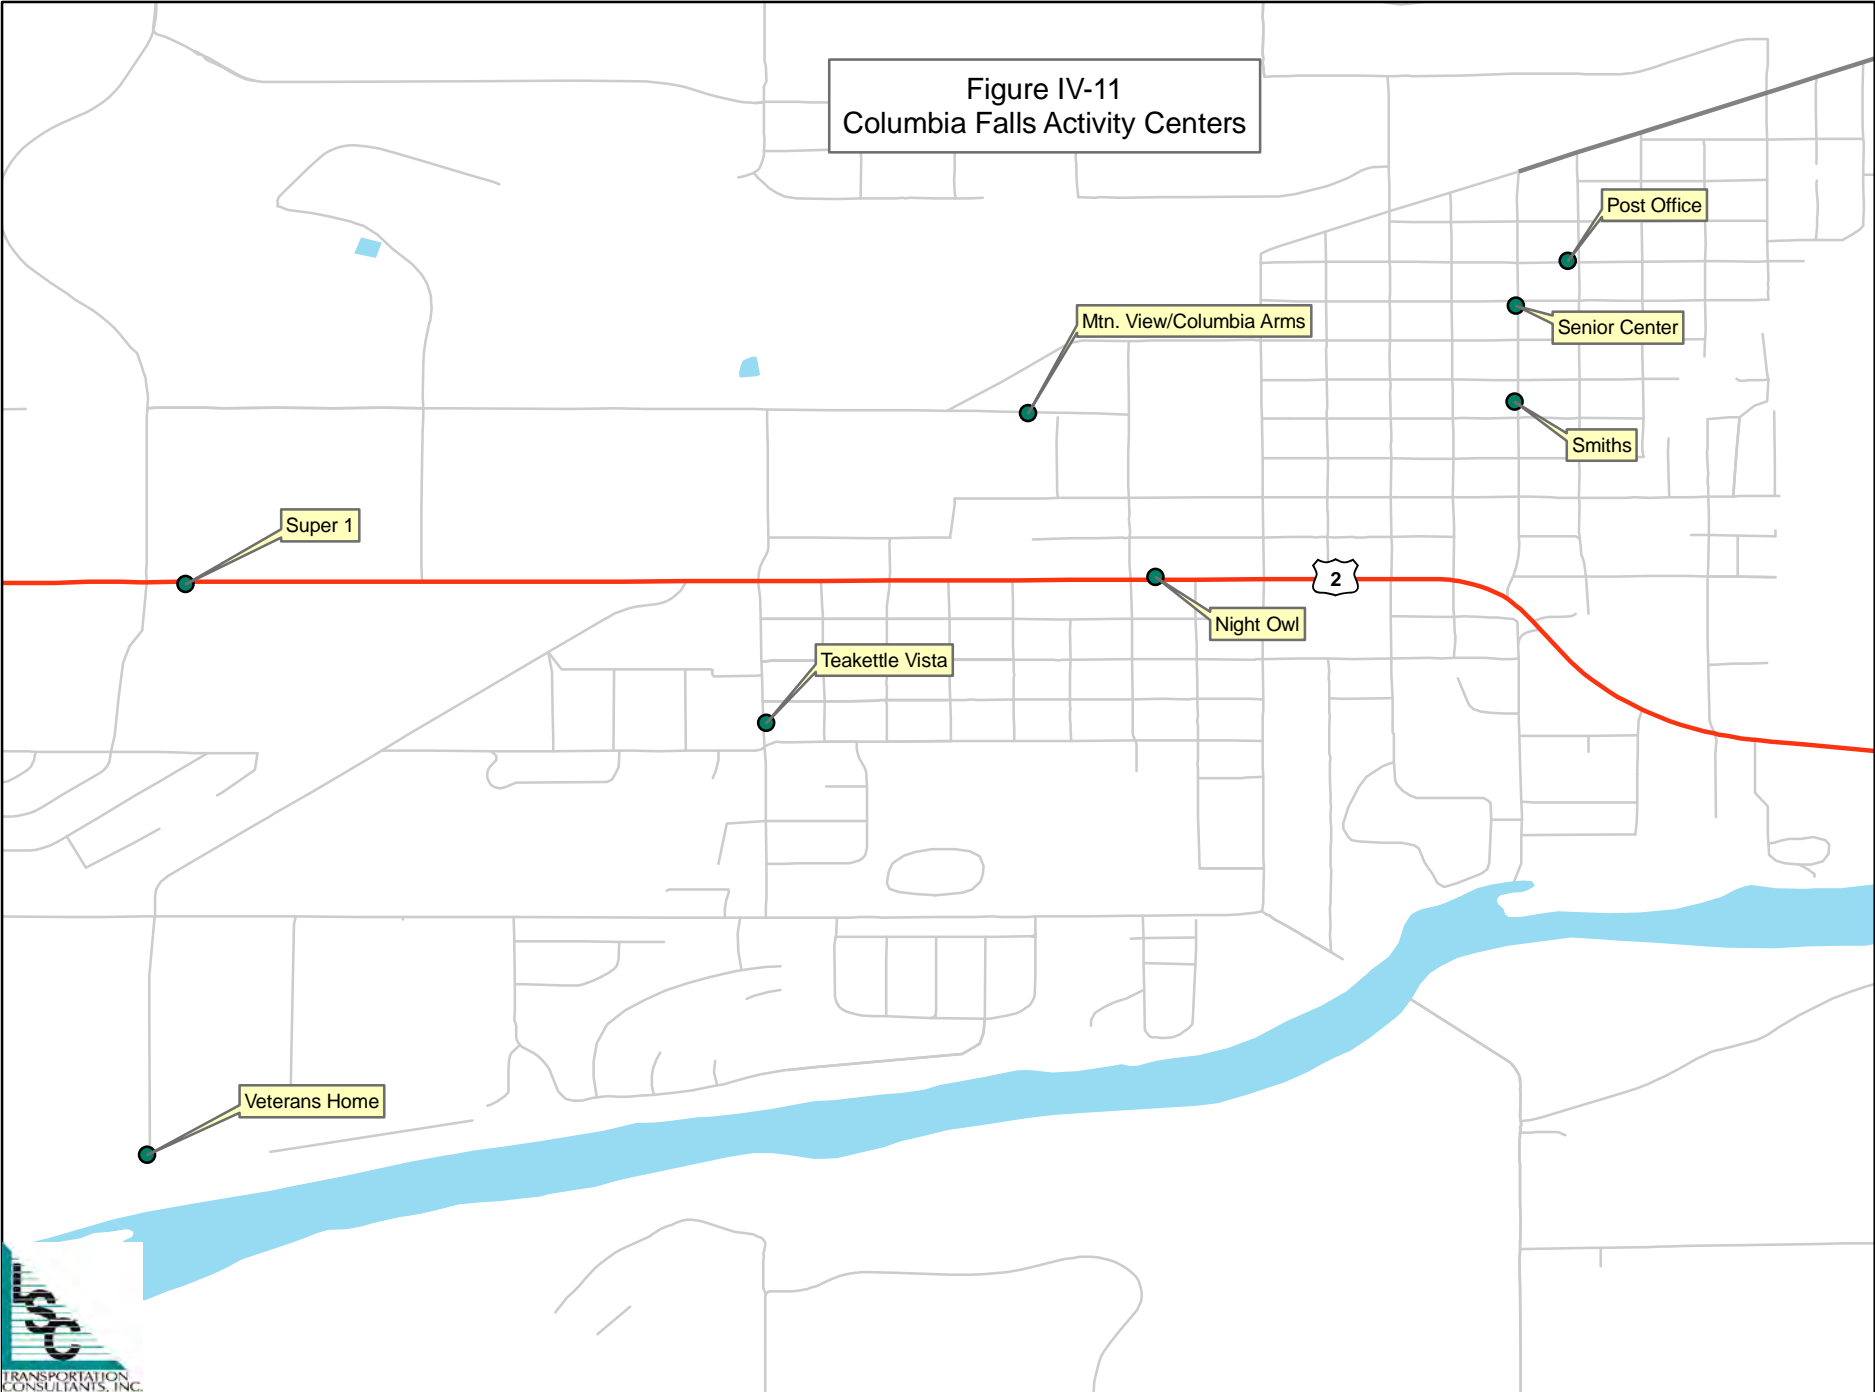 Figure IV-11
Columbia Falls Activity Centers
Post Office
Mtn. View/Columbia Arms
Senior Center
Smiths
Super 1
2
Night Owl
Teakettle Vista
Veterans Home
LSC
TRANSPORTATION
CONSULTANTS, INC.